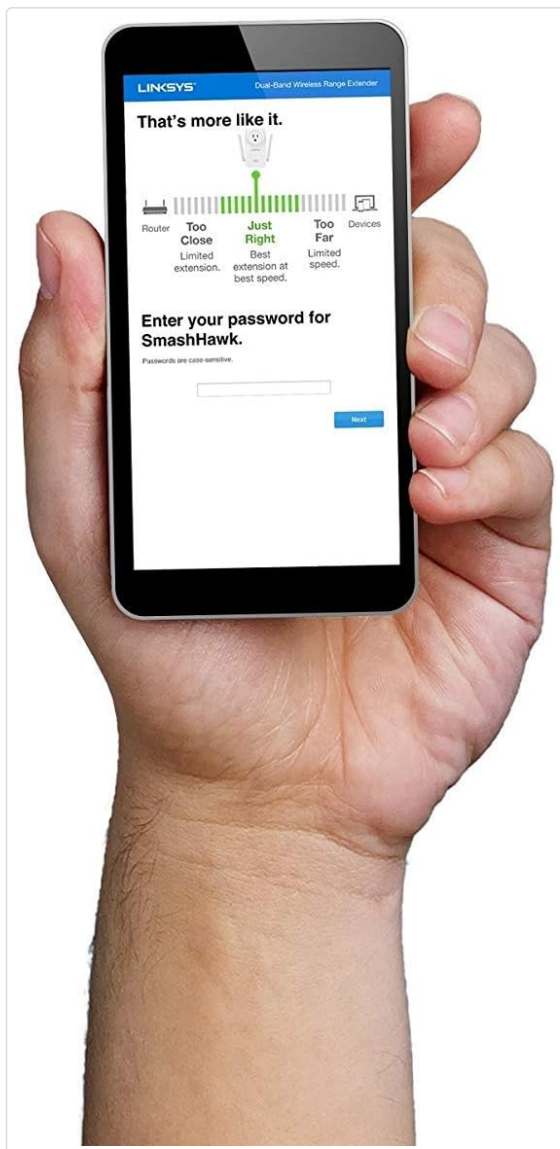 LINKSYS
Dual-Band Wireless Range Extender
That's more like it.
Router
Too
Close
Limited
extension.
Just
Right
Best
extension at
best speed.
Too
Far
Limited
speed.
Devices
Enter your password for
SmashHawk.
Passwords are case-sensitive.
Next